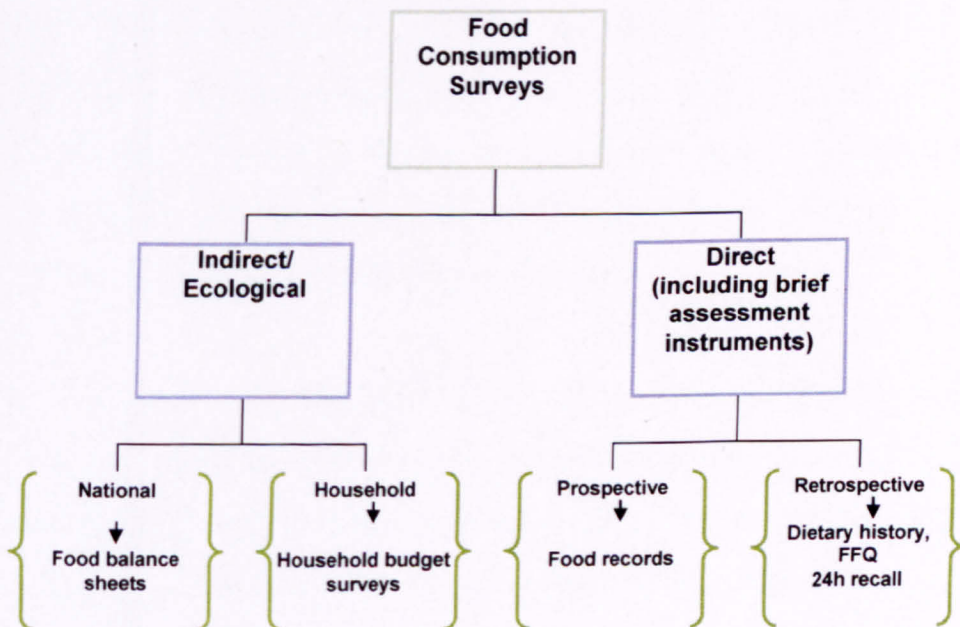 Food
Consumption
Surveys
Indirect/
Ecological
Direct
(including brief
assessment
instruments)
National
Food balance
sheets
Household
Household budget
surveys
Prospective
Food records
Retrospective
Dietary history,
FFQ
24h recall